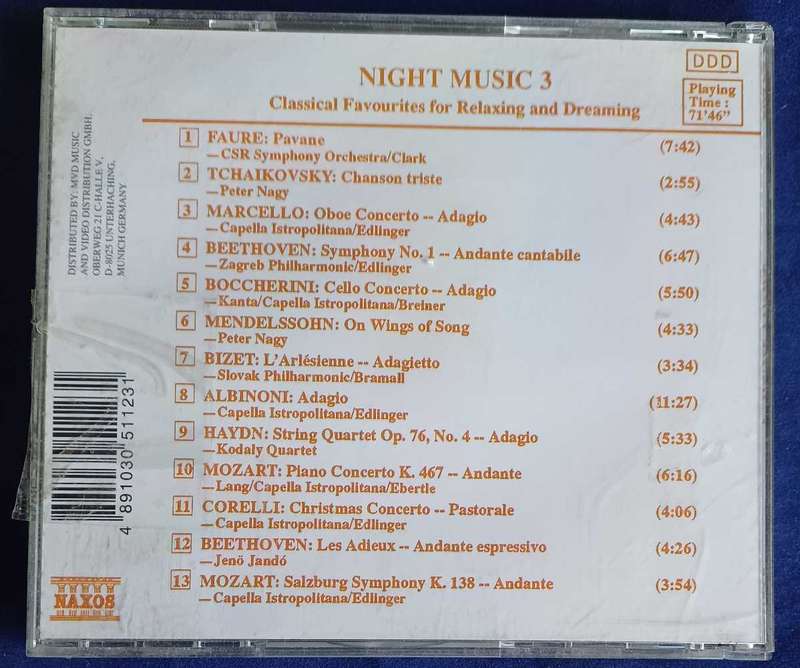 DDD
NIGHT MUSIC 3
Classical Favourites for Relaxing and Dreaming
Playing
Time :
71'46"
1 FAURE: Pavane (7:42)
—CSR Symphony Orchestra/Clark
2 TCHAIKOVSKY: Chanson triste (2:55)
—Peter Nagy
3 MARCELLO: Oboe Concerto -- Adagio (4:43)
—Capella Istropolitana/Edlinger
4 BEETHOVEN: Symphony No. 1 -- Andante cantabile (6:47)
—Zagreb Philharmonic/Edlinger
5 BOCCHERINI: Cello Concerto -- Adagio (5:50)
—Kanta/Capella Istropolitana/Breiner
6 MENDELSSOHN: On Wings of Song (4:33)
—Peter Nagy
7 BIZET: L'Arlésienne -- Adagietto (3:34)
—Slovak Philharmonic/Bramall
8 ALBINONI: Adagio (11:27)
—Capella Istropolitana/Edlinger
9 HAYDN: String Quartet Op. 76, No. 4 -- Adagio (5:33)
—Kodaly Quartet
10 MOZART: Piano Concerto K. 467 -- Andante (6:16)
—Lang/Capella Istropolitana/Ebertle
11 CORELLI: Christmas Concerto -- Pastorale (4:06)
—Capella Istropolitana/Edlinger
12 BEETHOVEN: Les Adieux -- Andante espressivo (4:26)
—Jenö Jandó
13 MOZART: Salzburg Symphony K. 138 -- Andante (3:54)
—Capella Istropolitana/Edlinger
DISTRIBUTED BY: MVD MUSIC
AND VIDEO DISTRIBUTION GMBH.
OBERWEG 21 C-HALLE V,
D-8025 UNTERHACHING,
MUNICH GERMANY
4 891030 511231
NAXOS